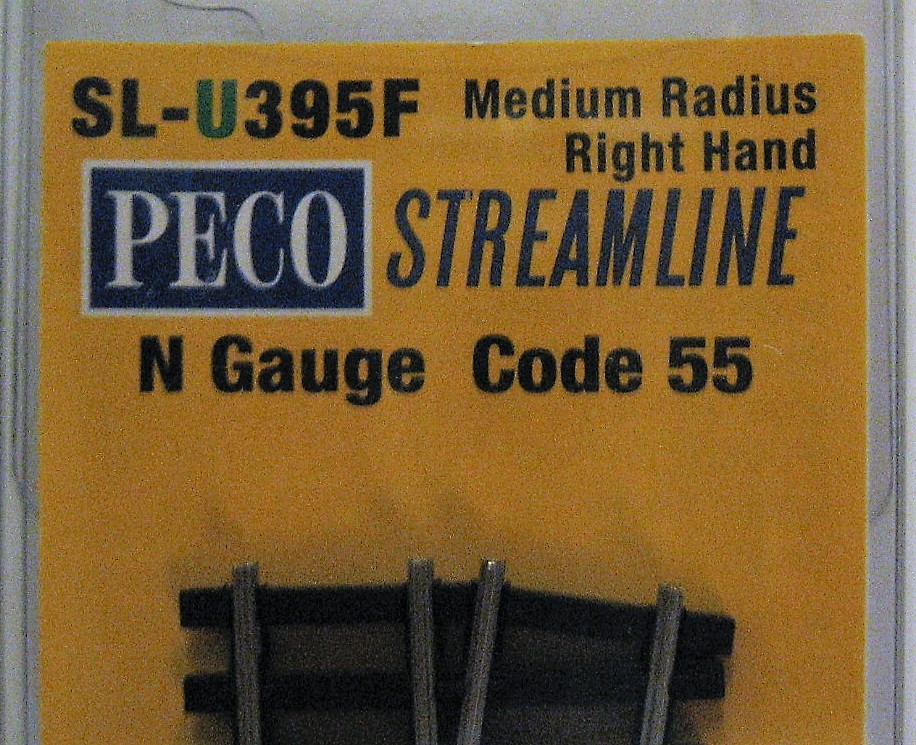 SL-U395F
Medium Radius
Right Hand
PECO STREAMLINE
N Gauge Code 55